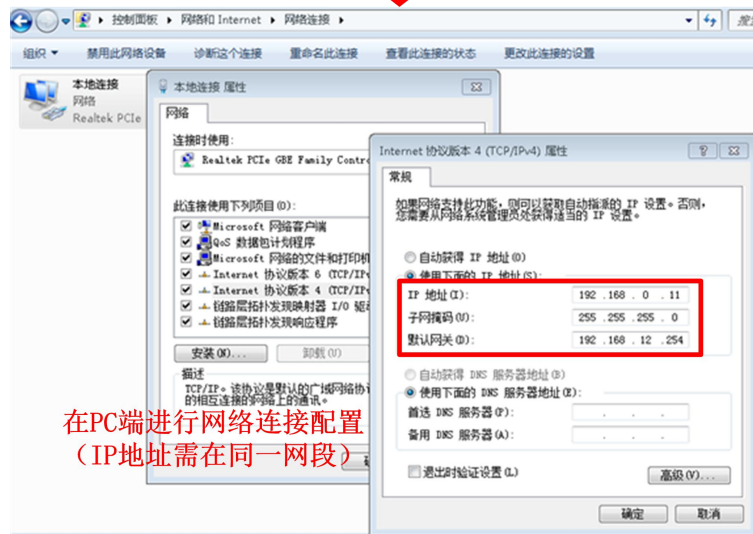 控制面板 ▸ 网络和 Internet ▸ 网络连接 ▸
组织 ▼ 禁用此网络设备 诊断这个连接 重命名此连接 查看此连接的状态 更改此连接的设置
本地连接
网络
Realtek PCIe
本地连接 属性
网络
连接时使用:
Realtek PCIe GBE Family Contro
此连接使用下列项目(O):
Microsoft 网络客户端
QoS 数据包计划程序
Microsoft 网络的文件和打印机
Internet 协议版本 6 (TCP/IPv
Internet 协议版本 4 (TCP/IPv
链路层拓扑发现映射器 I/O 驱
链路层拓扑发现响应程序
安装(N)... 卸载(U)
描述
TCP/IP。该协议是默认的广域网络协
的相互连接的网络上的通讯。
在PC端进行网络连接配置
（IP地址需在同一网段）
Internet 协议版本 4 (TCP/IPv4) 属性
常规
如果网络支持此功能，则可以获取自动指派的 IP 设置。否则，
您需要从网络系统管理员处获得适当的 IP 设置。
自动获得 IP 地址(O)
使用下面的 IP 地址(S):
IP 地址(I): 192 . 168 . 0 . 11
子网掩码(U): 255 . 255 . 255 . 0
默认网关(D): 192 . 168 . 12 . 254
自动获得 DNS 服务器地址(B)
使用下面的 DNS 服务器地址(E):
首选 DNS 服务器(P):
备用 DNS 服务器(A):
退出时验证设置(L)
高级(V)...
确定 取消